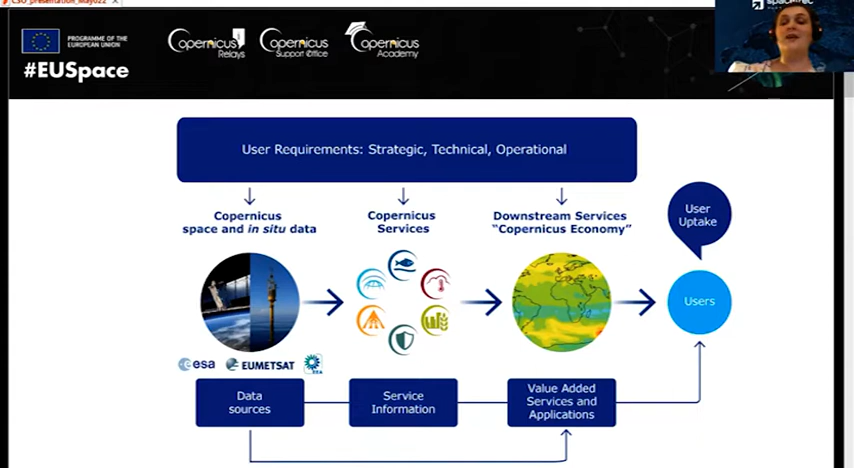 CSO_presentation_May022
PROGRAMME OF THE
EUROPEAN UNION
#EUSpace
Copernicus
Relays
Copernicus
Support Office
Copernicus
Academy
User Requirements: Strategic, Technical, Operational
Copernicus
space and in situ data
Copernicus
Services
Downstream Services
“Copernicus Economy”
User
Uptake
Users
esa
EUMETSAT
Data
sources
Service
Information
Value Added
Services and
Applications